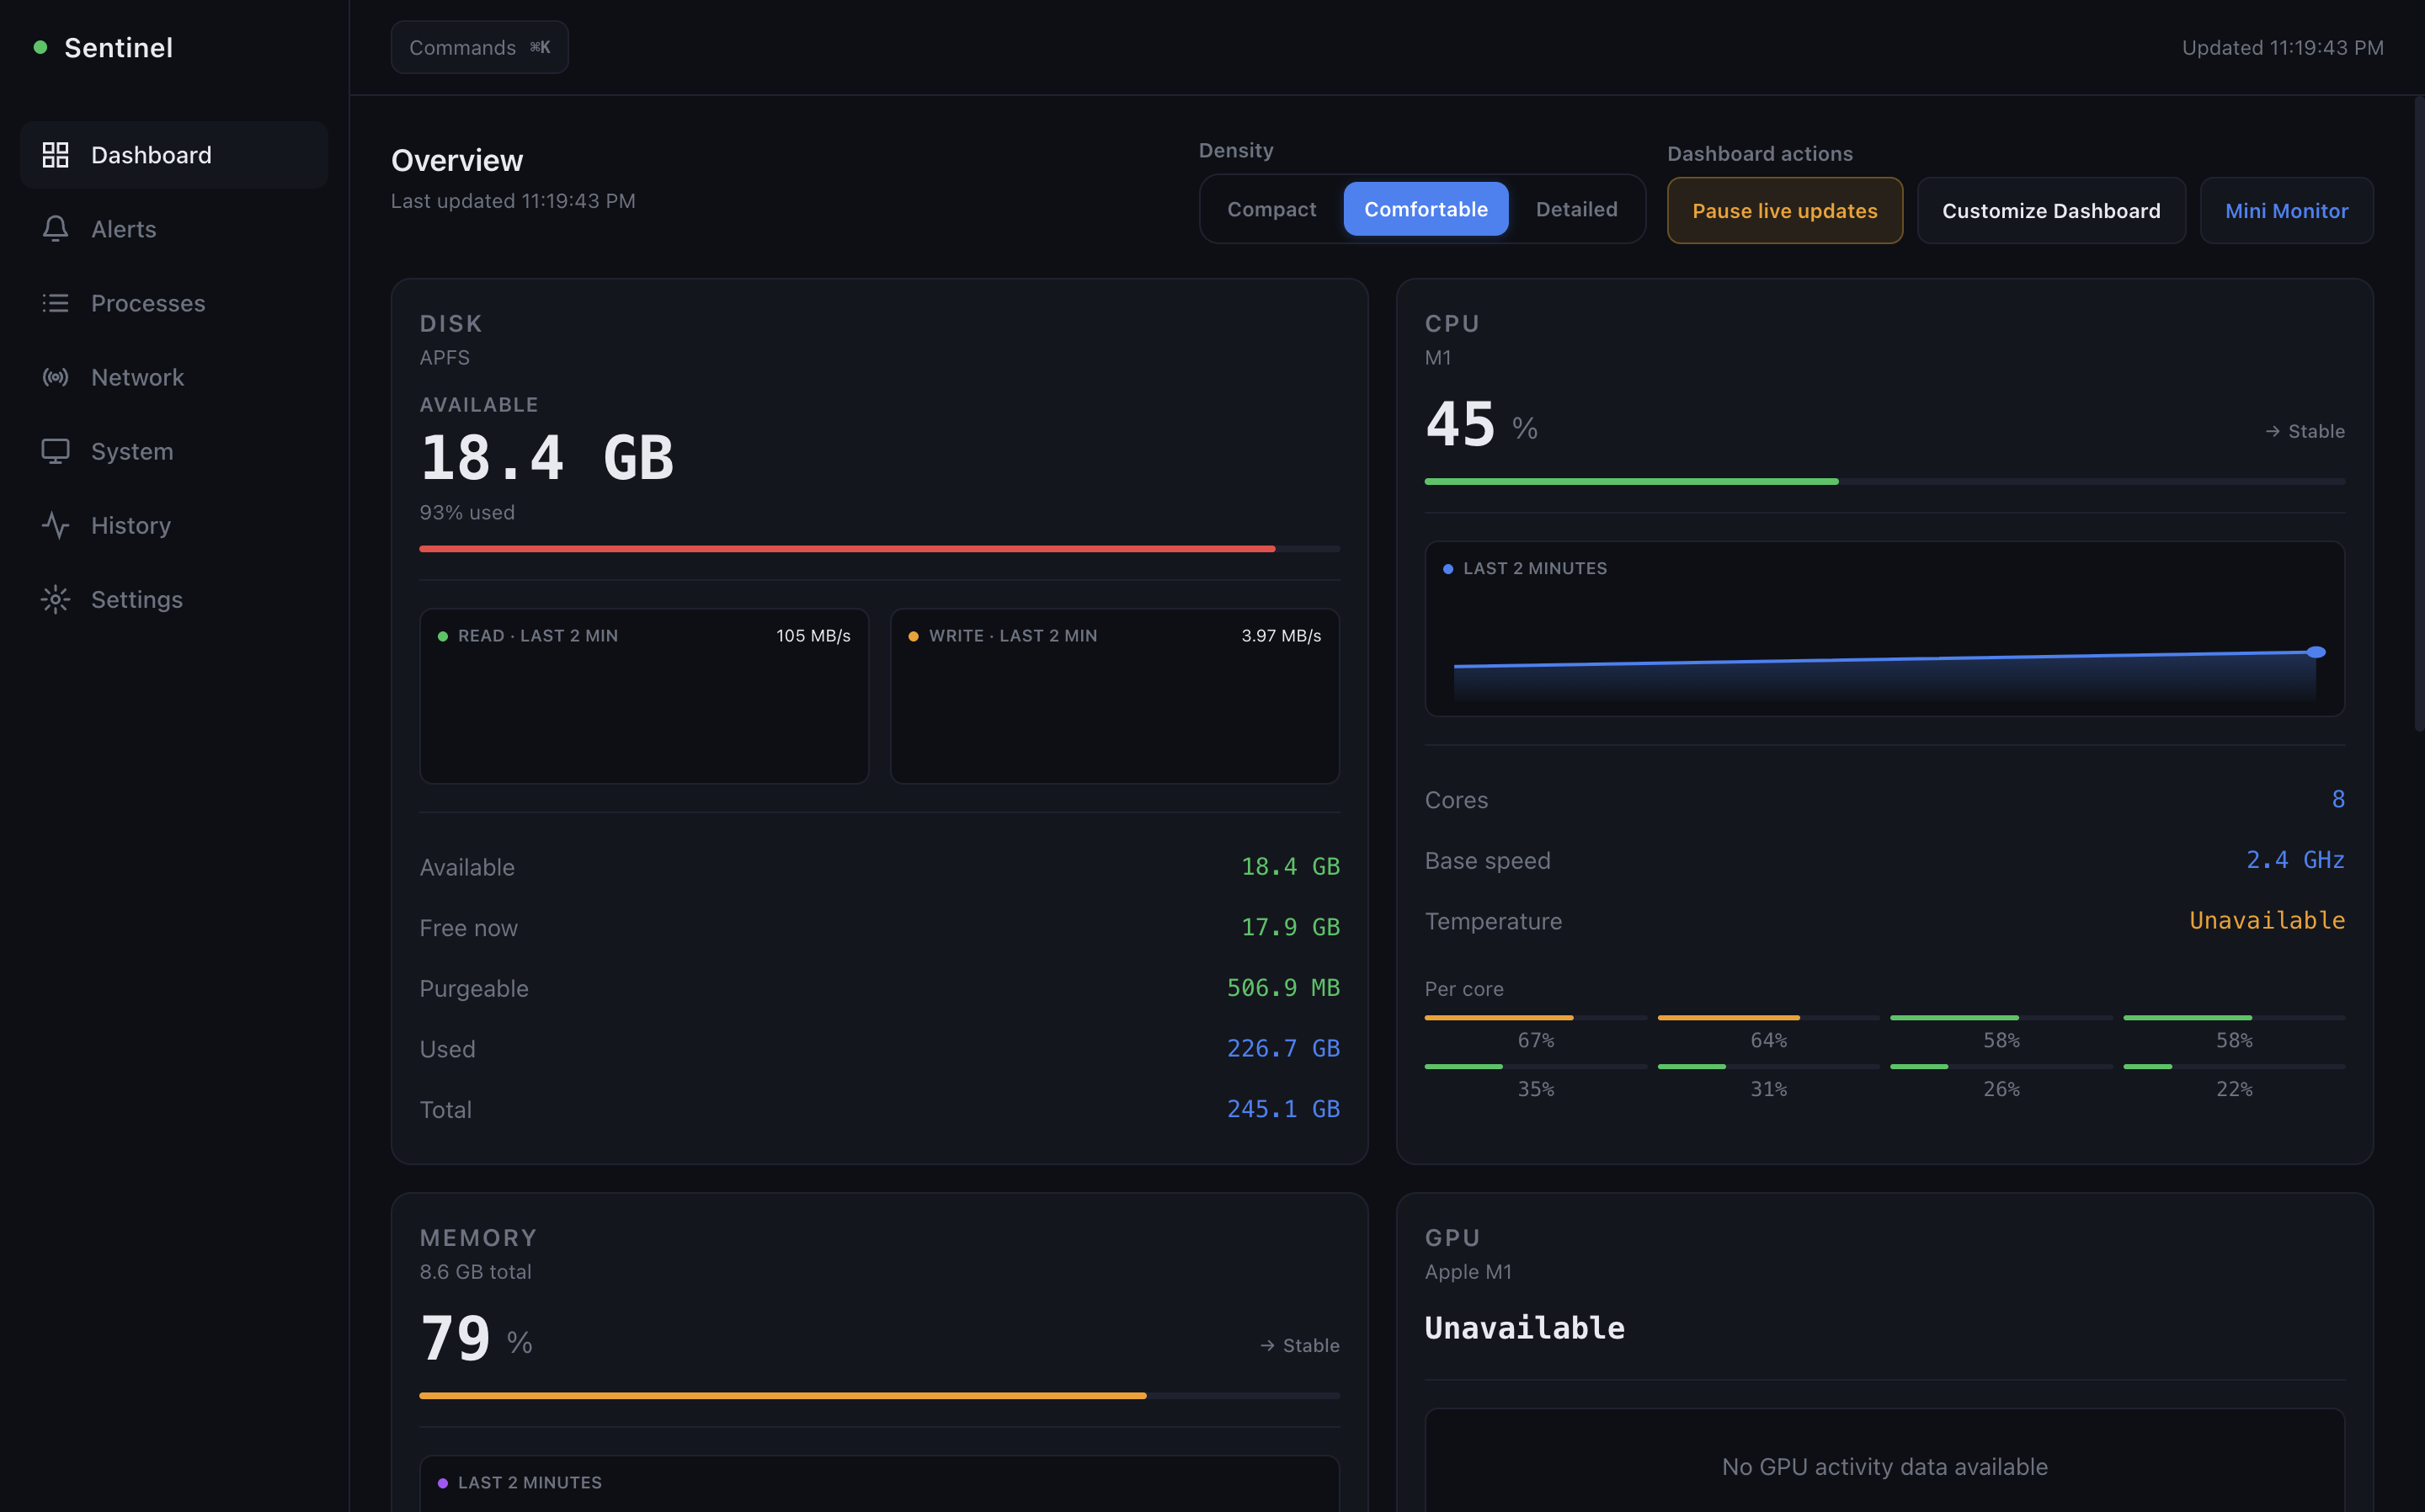 Sentinel
Commands ⌘K
Updated 11:19:43 PM
Dashboard
Alerts
Processes
Network
System
History
Settings
Overview
Last updated 11:19:43 PM
Density
Compact Comfortable Detailed
Dashboard actions
Pause live updates Customize Dashboard Mini Monitor
DISK
APFS
AVAILABLE
18.4 GB
93% used
READ · LAST 2 MIN 105 MB/s
WRITE · LAST 2 MIN 3.97 MB/s
Available 18.4 GB
Free now 17.9 GB
Purgeable 506.9 MB
Used 226.7 GB
Total 245.1 GB
CPU
M1
45 %
→ Stable
LAST 2 MINUTES
Cores 8
Base speed 2.4 GHz
Temperature Unavailable
Per core
67% 64% 58% 58%
35% 31% 26% 22%
MEMORY
8.6 GB total
79 %
→ Stable
LAST 2 MINUTES
GPU
Apple M1
Unavailable
No GPU activity data available